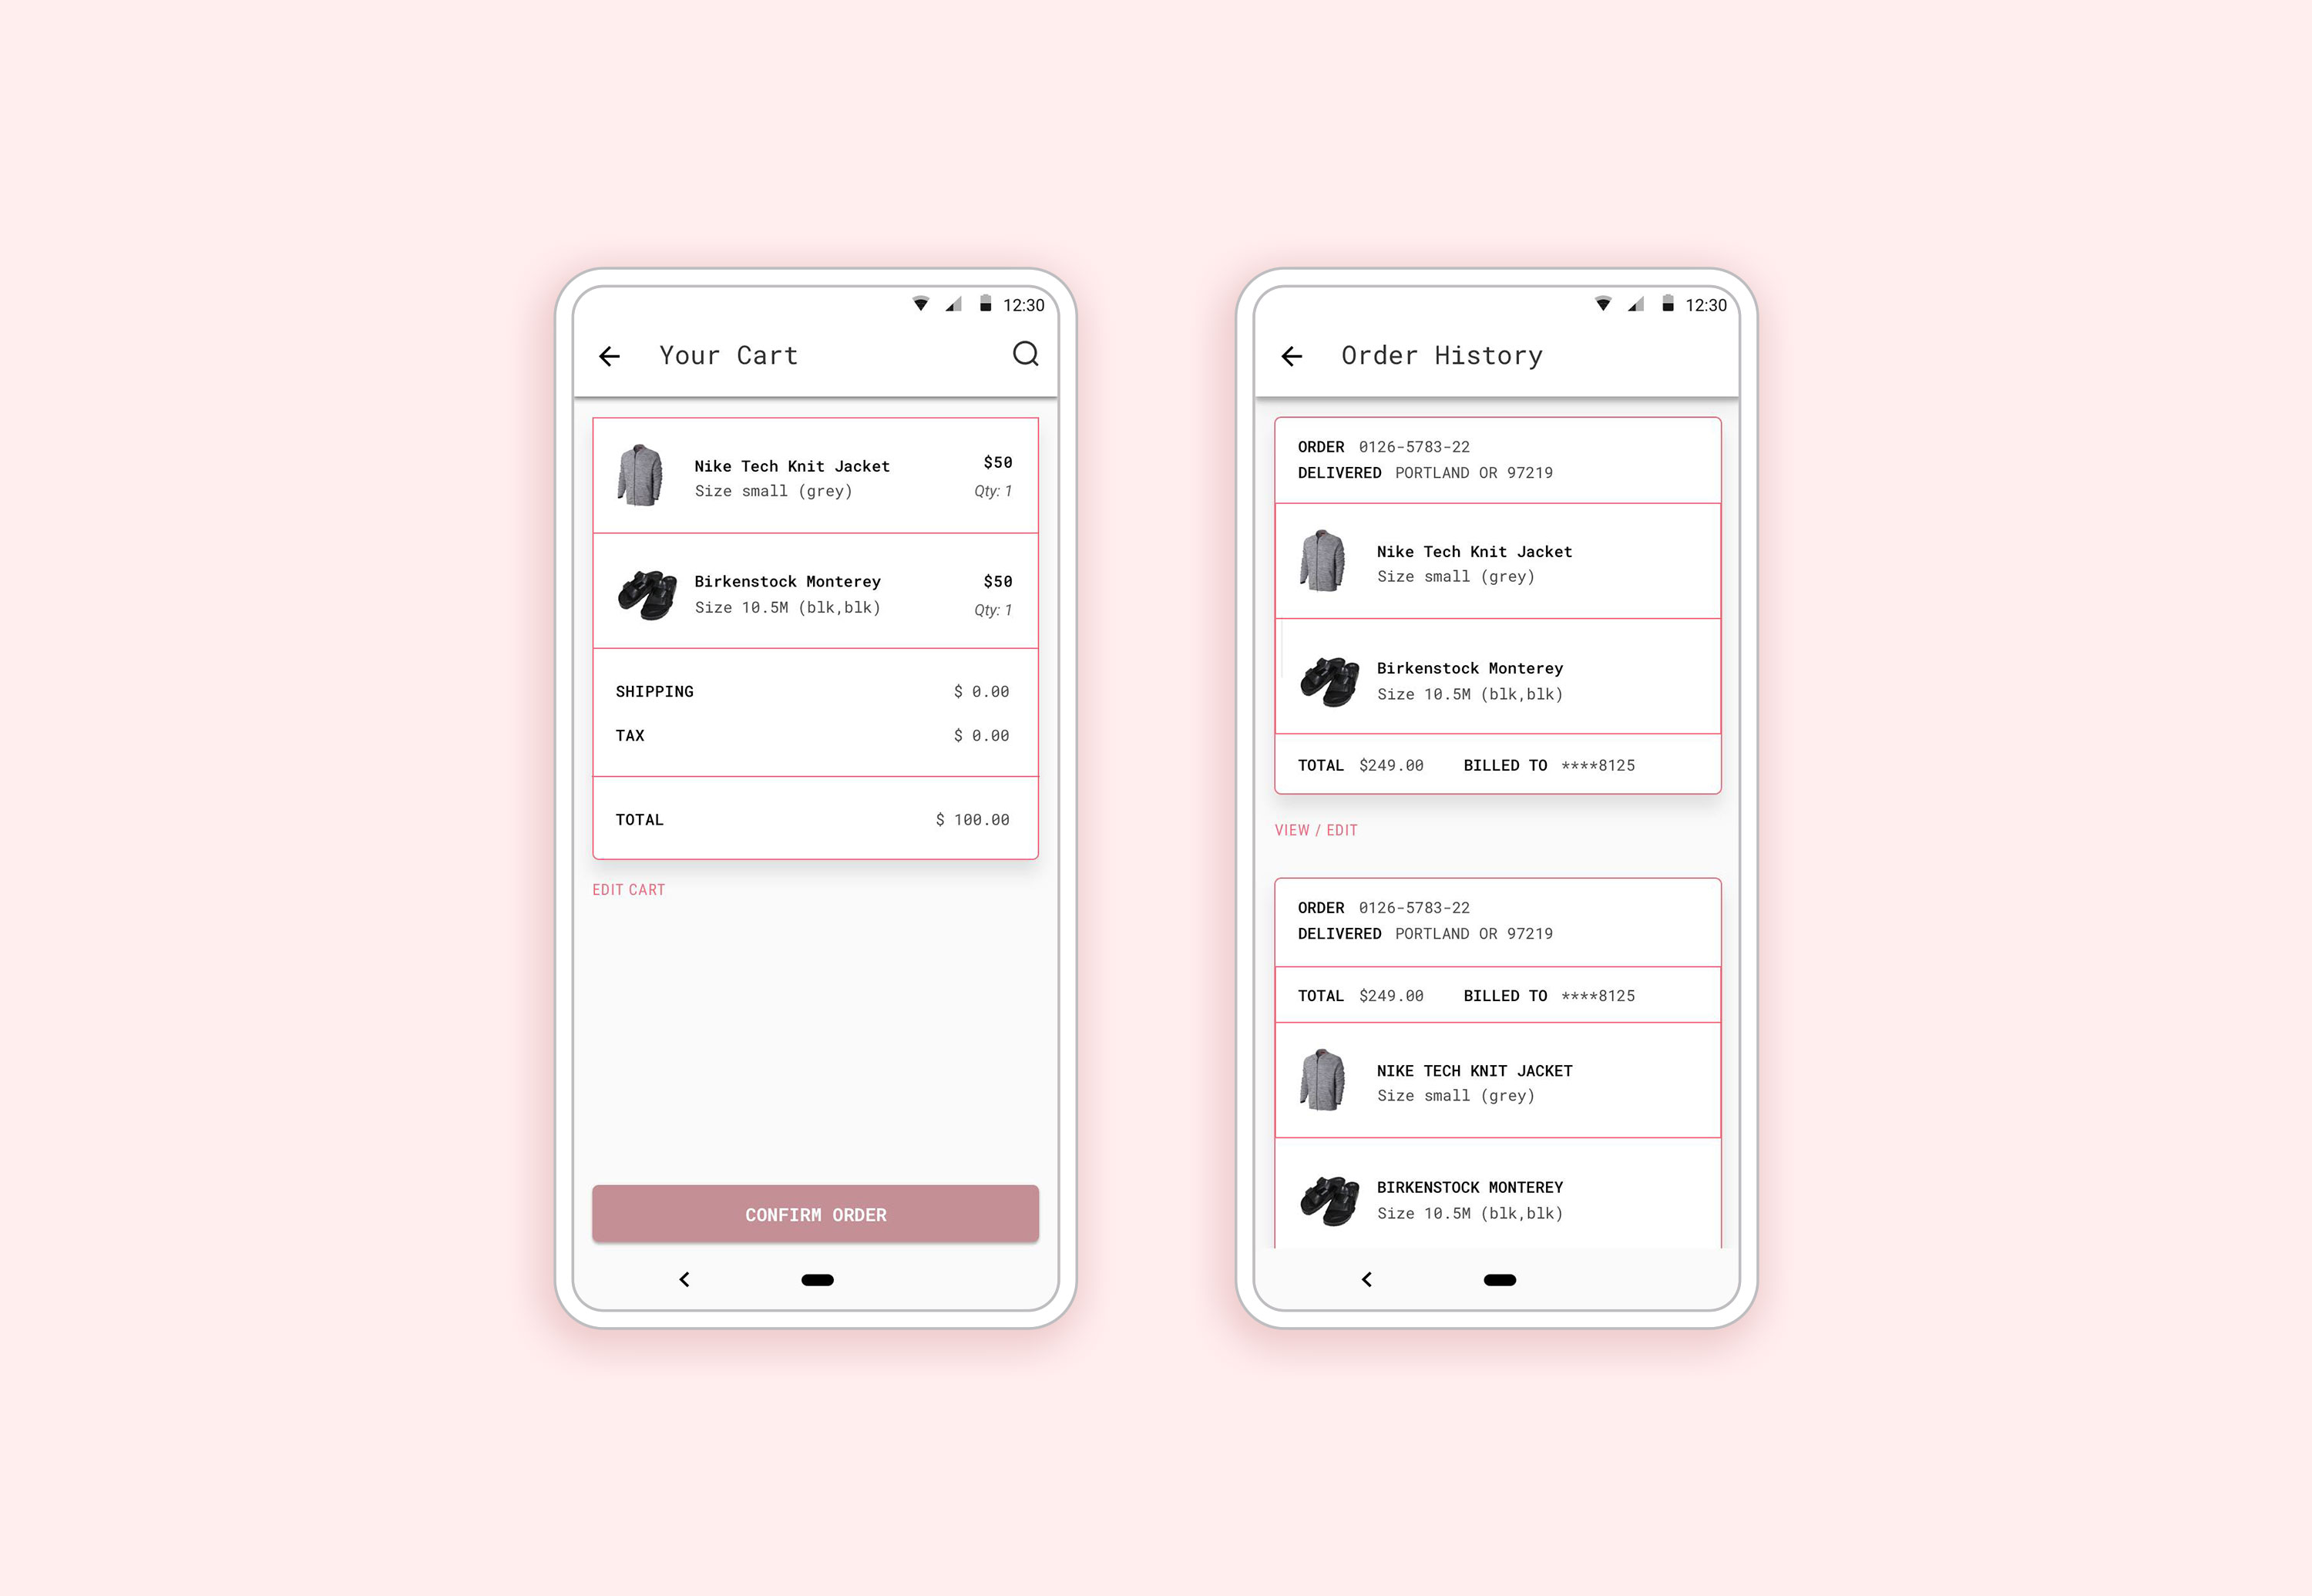 12:30
Your Cart
Nike Tech Knit Jacket $50
Size small (grey) Qty: 1
Birkenstock Monterey $50
Size 10.5M (blk,blk) Qty: 1
SHIPPING $ 0.00
TAX $ 0.00
TOTAL $ 100.00
EDIT CART
CONFIRM ORDER
12:30
Order History
ORDER 0126-5783-22
DELIVERED PORTLAND OR 97219
Nike Tech Knit Jacket
Size small (grey)
Birkenstock Monterey
Size 10.5M (blk,blk)
TOTAL $249.00 BILLED TO ****8125
VIEW / EDIT
ORDER 0126-5783-22
DELIVERED PORTLAND OR 97219
TOTAL $249.00 BILLED TO ****8125
NIKE TECH KNIT JACKET
Size small (grey)
BIRKENSTOCK MONTEREY
Size 10.5M (blk,blk)